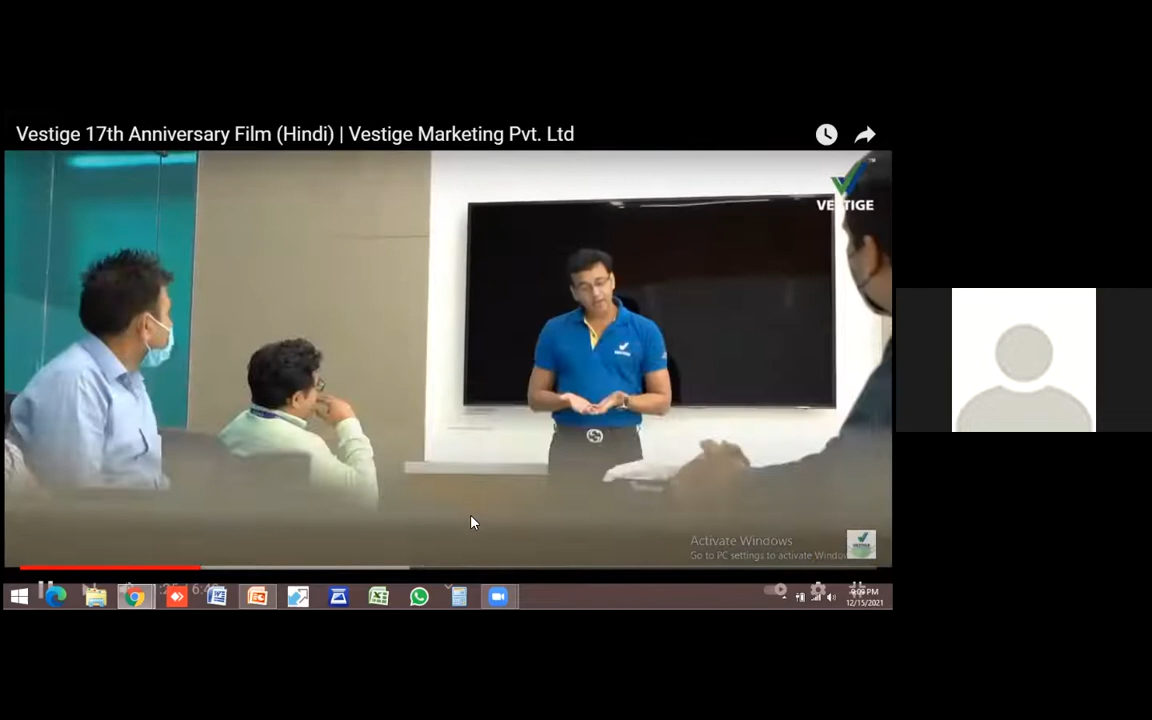 Vestige 17th Anniversary Film (Hindi) | Vestige Marketing Pvt. Ltd
VESTIGE
VESTIGE
Activate Windows
Go to PC settings to activate Windows
12/15/2021